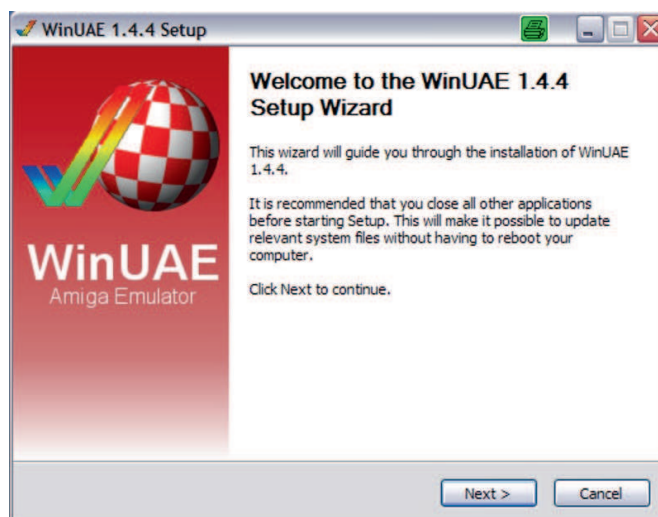 WinUAE 1.4.4 Setup
Welcome to the WinUAE 1.4.4
Setup Wizard
This wizard will guide you through the installation of WinUAE
1.4.4.
It is recommended that you close all other applications
before starting Setup. This will make it possible to update
relevant system files without having to reboot your
computer.
Click Next to continue.
WinUAE
Amiga Emulator
Next >
Cancel